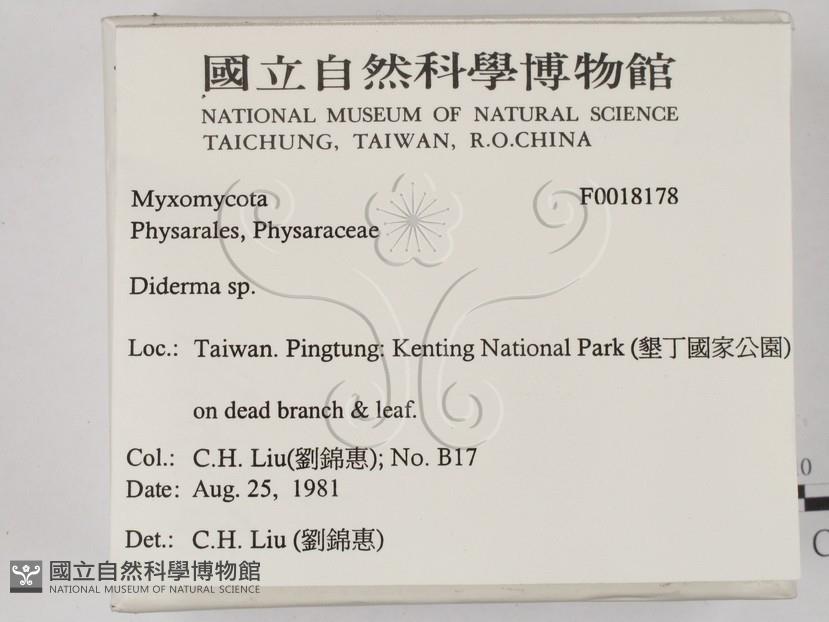 國立自然科學博物館
NATIONAL MUSEUM OF NATURAL SCIENCE
TAICHUNG, TAIWAN, R.O.CHINA
Myxomycota F0018178
Physarales, Physaraceae
Diderma sp.
Loc.: Taiwan. Pingtung: Kenting National Park (墾丁國家公園)
on dead branch & leaf.
Col.: C.H. Liu(劉錦惠); No. B17
Date: Aug. 25, 1981
Det.: C.H. Liu (劉錦惠)
國立自然科學博物館
NATIONAL MUSEUM OF NATURAL SCIENCE
0